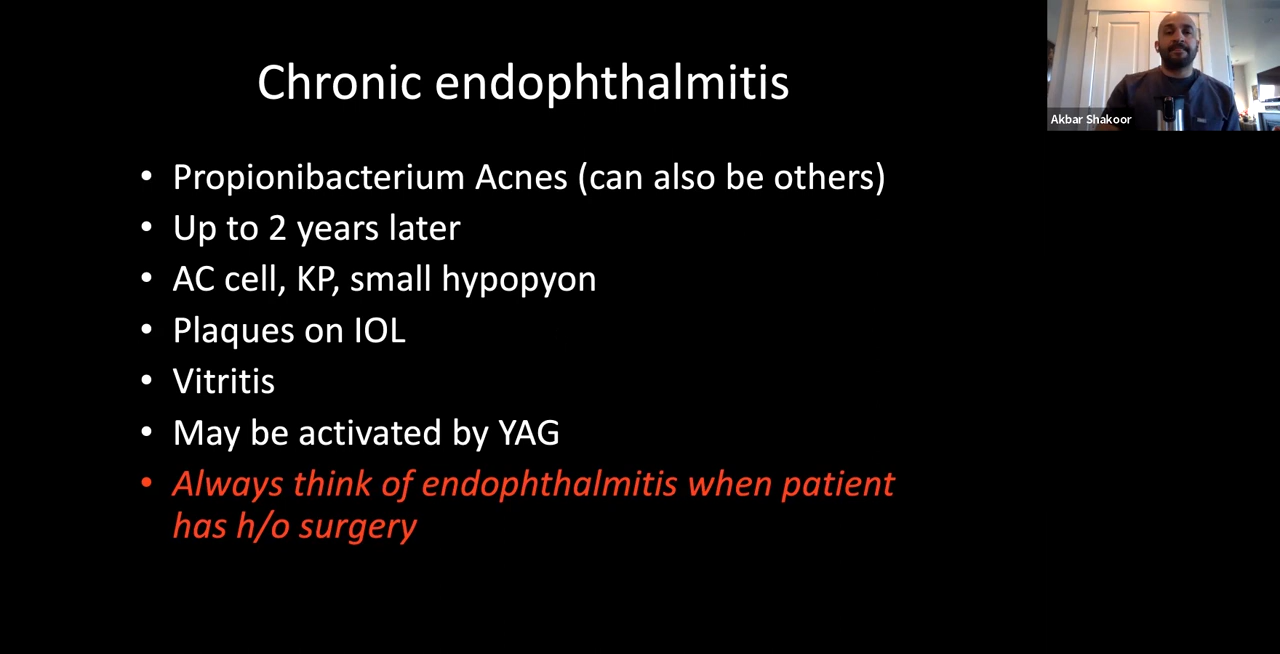 Chronic endophthalmitis
Akbar Shakoor
• Propionibacterium Acnes (can also be others)
• Up to 2 years later
• AC cell, KP, small hypopyon
• Plaques on IOL
• Vitritis
• May be activated by YAG
• Always think of endophthalmitis when patient
has h/o surgery